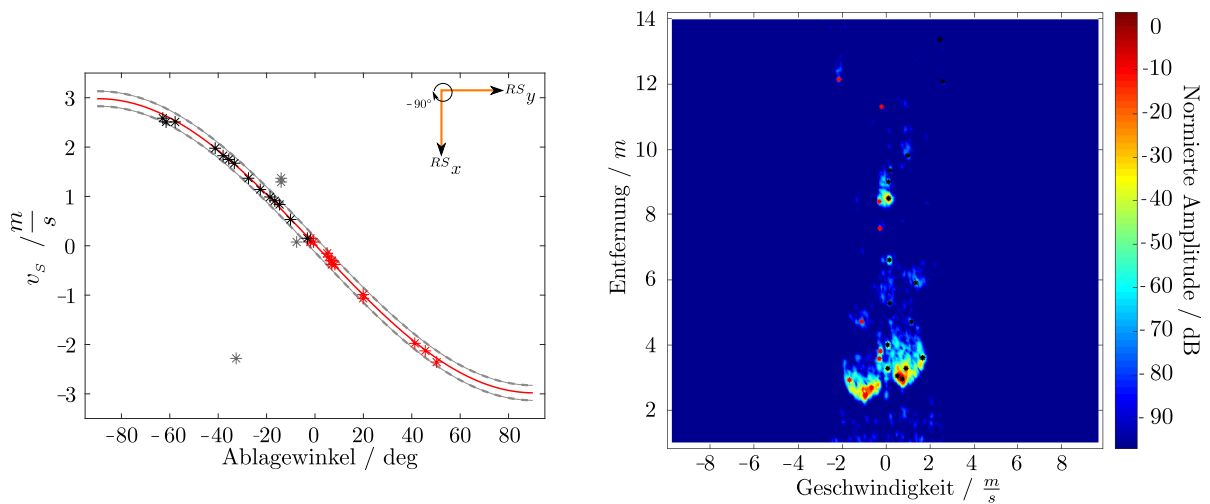 3
2
1
0
-1
-2
-3
v_S / m/s
-80 -60 -40 -20 0 20 40 60 80
Ablagewinkel / deg
-90°
RS y
RS x
14
12
10
8
6
4
2
Entfernung / m
-8 -6 -4 -2 0 2 4 6 8
Geschwindigkeit / m/s
0
-10
-20
-30
-40
-50
-60
-70
80
90
Normierte Amplitude / dB